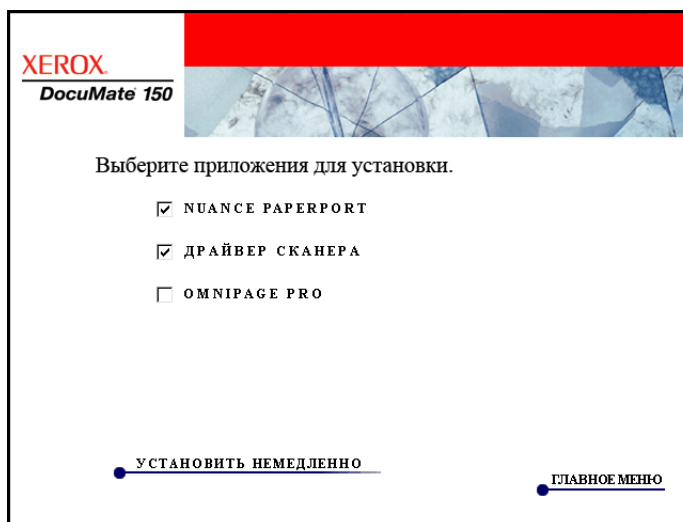 XEROX.
DocuMate 150
Выберите приложения для установки.
NUANCE PAPERPORT
ДРАЙВЕР СКАНЕРА
OMNIPAGE PRO
УСТАНОВИТЬ НЕМЕДЛЕННО
ГЛАВНОЕ МЕНЮ